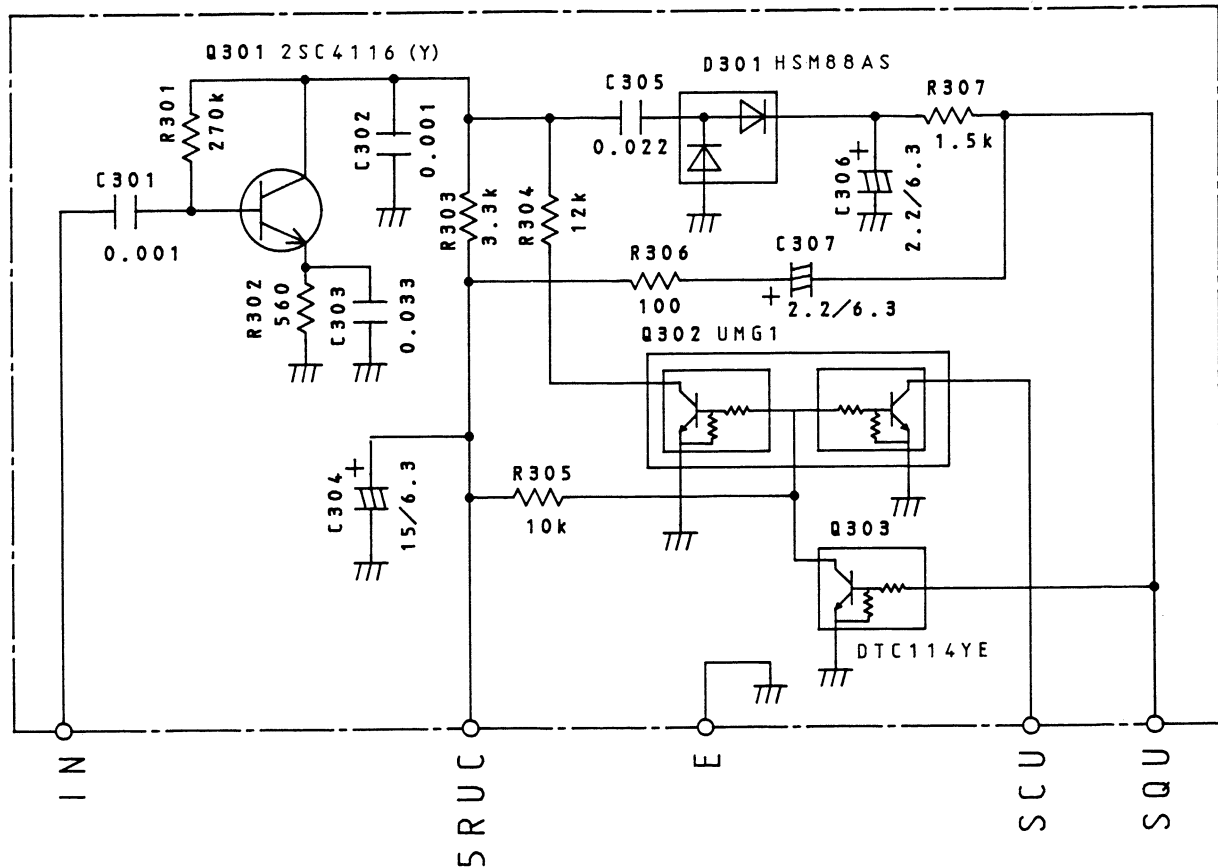 Q301 2SC4116 (Y)
D301 HSM88AS
C305
0.022
R307
1.5k
R301
270k
C302
0.001
C301
0.001
R303
3.3k
R304
12k
C306
+
2.2/6.3
R306
100
C307
+
2.2/6.3
R302
560
C303
0.033
Q302 UMG1
C304
+
15/6.3
R305
10k
Q303
DTC114YE
IN
5RUC
E
SCU
SQU